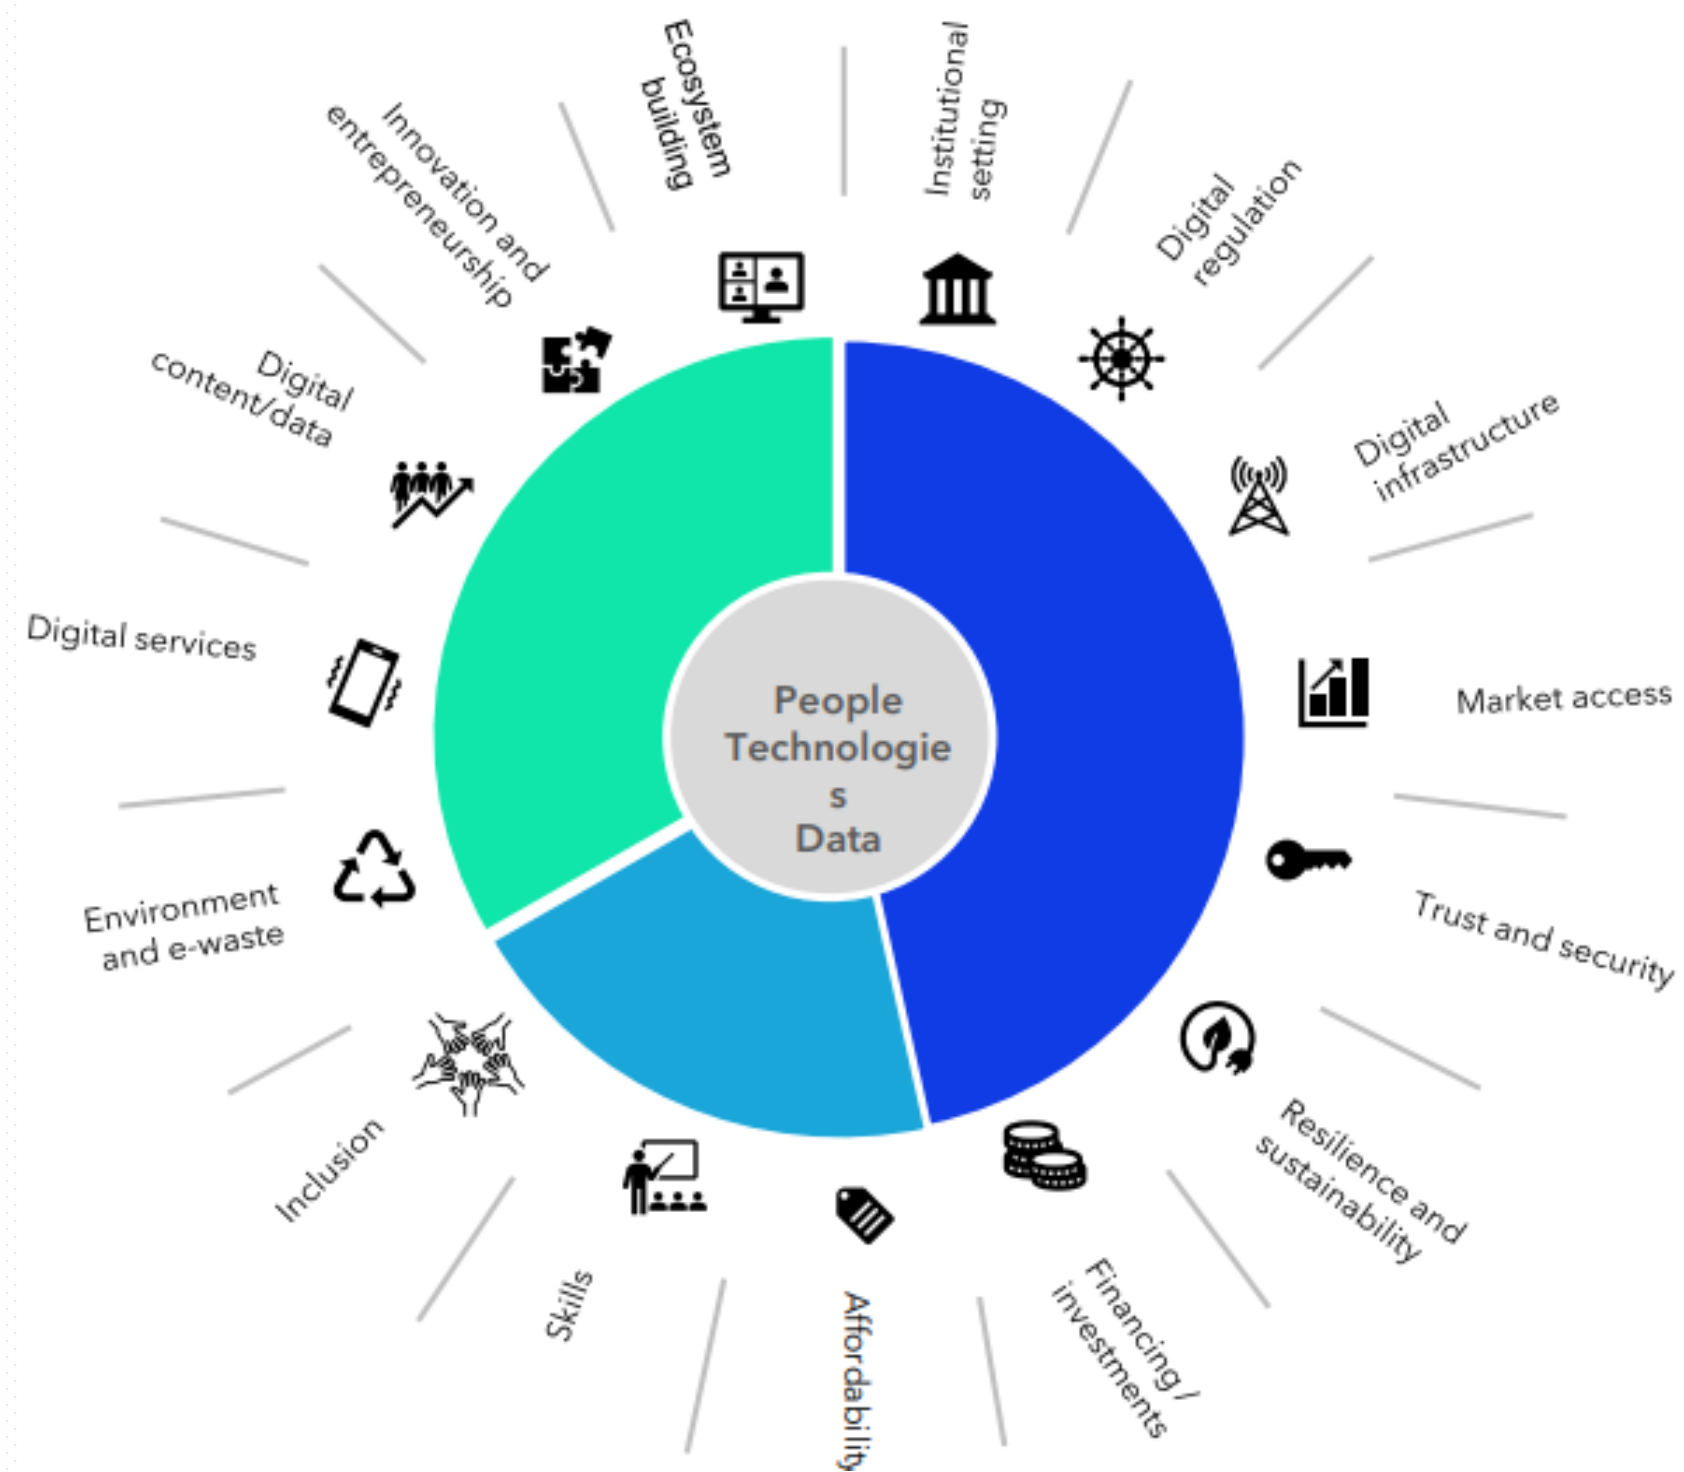 Institutional
setting
Digital
regulation
Digital
infrastructure
Market access
Trust and security
Resilience and
sustainability
Financing /
investments
Affordability
Skills
Inclusion
Environment
and e-waste
Digital services
Digital
content/data
Innovation and
entrepreneurship
Ecosystem
building
People
Technologie
s
Data